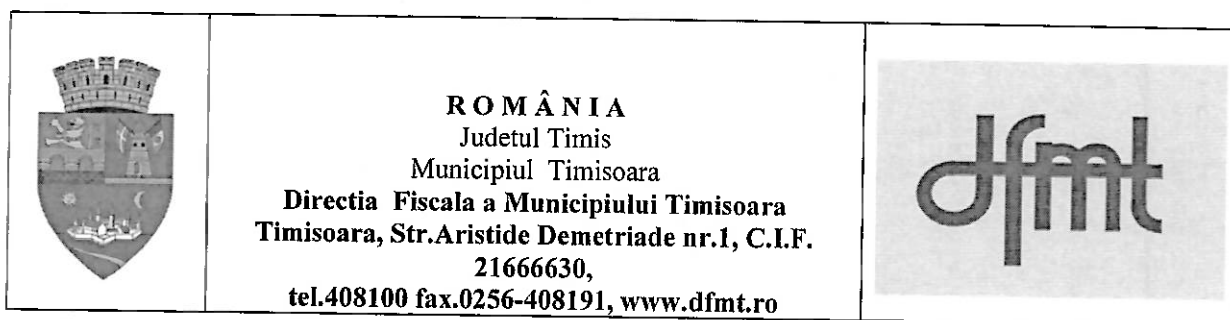 ROMÂNIA
Judetul Timis
Municipiul Timisoara
Directia Fiscala a Municipiului Timisoara
Timisoara, Str.Aristide Demetriade nr.1, C.I.F.
21666630,
tel.408100 fax.0256-408191, www.dfmt.ro
dfmt